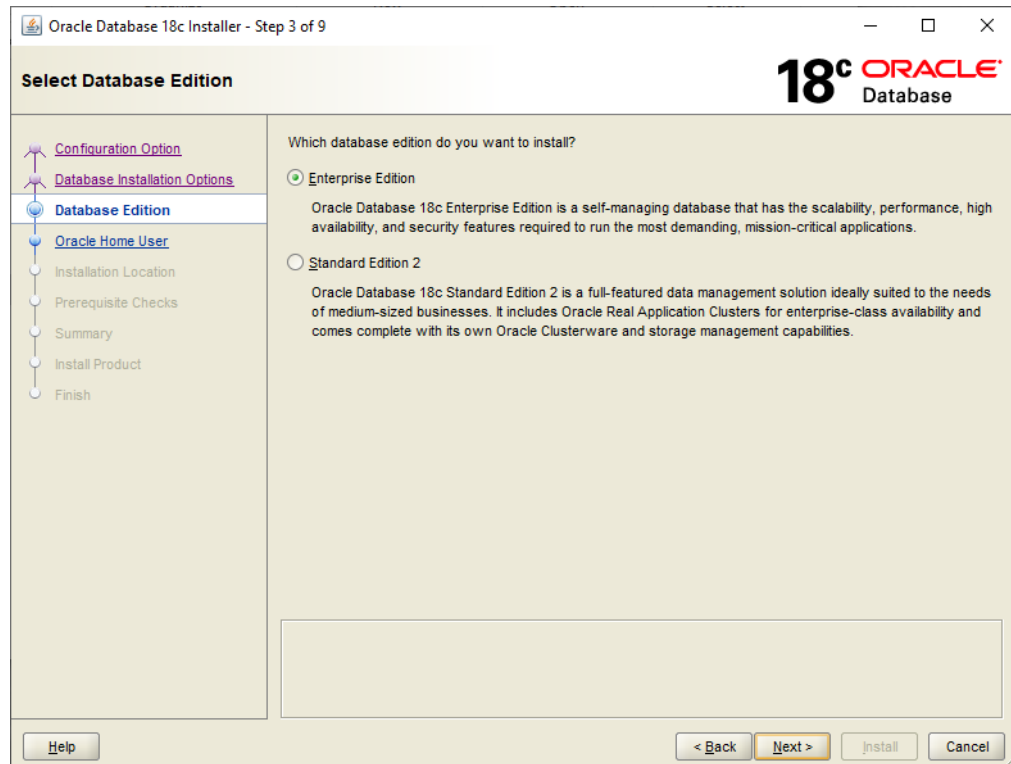 Oracle Database 18c Installer - Step 3 of 9
Select Database Edition
18c ORACLE
Database
Configuration Option
Database Installation Options
Database Edition
Oracle Home User
Installation Location
Prerequisite Checks
Summary
Install Product
Finish
Which database edition do you want to install?
Enterprise Edition
Oracle Database 18c Enterprise Edition is a self-managing database that has the scalability, performance, high
availability, and security features required to run the most demanding, mission-critical applications.
Standard Edition 2
Oracle Database 18c Standard Edition 2 is a full-featured data management solution ideally suited to the needs
of medium-sized businesses. It includes Oracle Real Application Clusters for enterprise-class availability and
comes complete with its own Oracle Clusterware and storage management capabilities.
Help
< Back
Next >
Install
Cancel